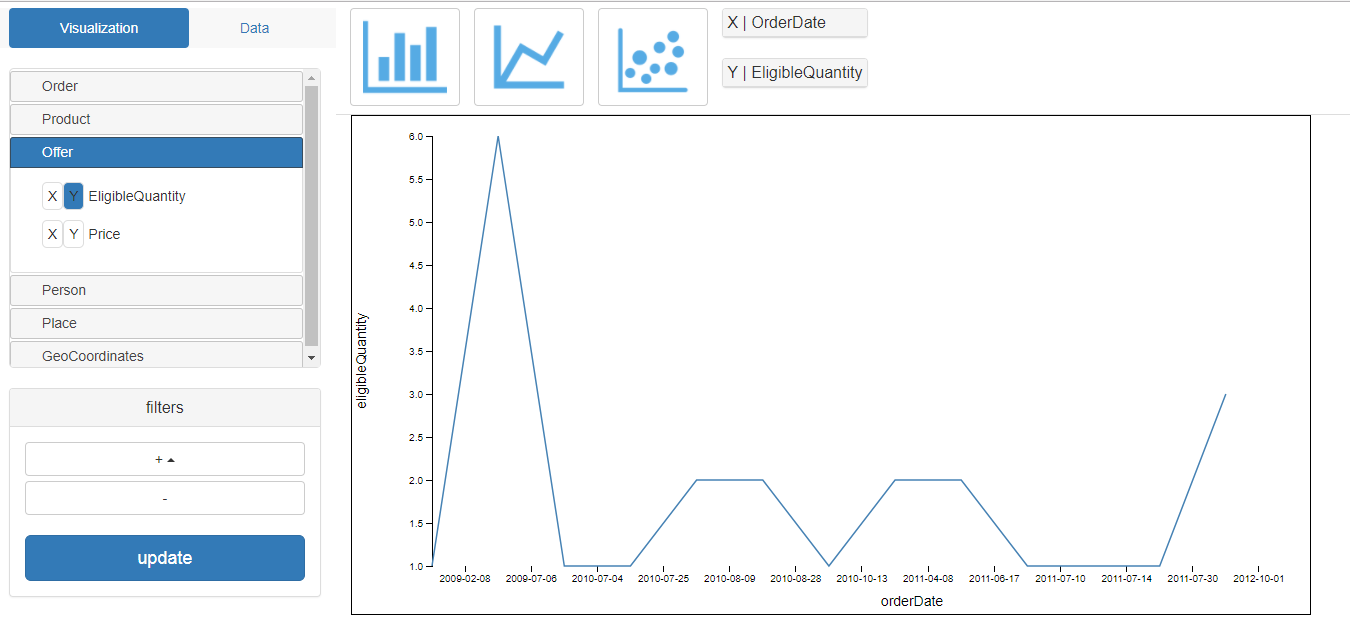 Visualization
Data
Order
Product
Offer
X Y EligibleQuantity
X Y Price
Person
Place
GeoCoordinates
filters
+
-
update
X | OrderDate
Y | EligibleQuantity
6.0
5.5
5.0
4.5
4.0
3.5
3.0
2.5
2.0
1.5
1.0
eligibleQuantity
2009-02-08 2009-07-06 2010-07-04 2010-07-25 2010-08-09 2010-08-28 2010-10-13 2011-04-08 2011-06-17 2011-07-10 2011-07-14 2011-07-30 2012-10-01
orderDate